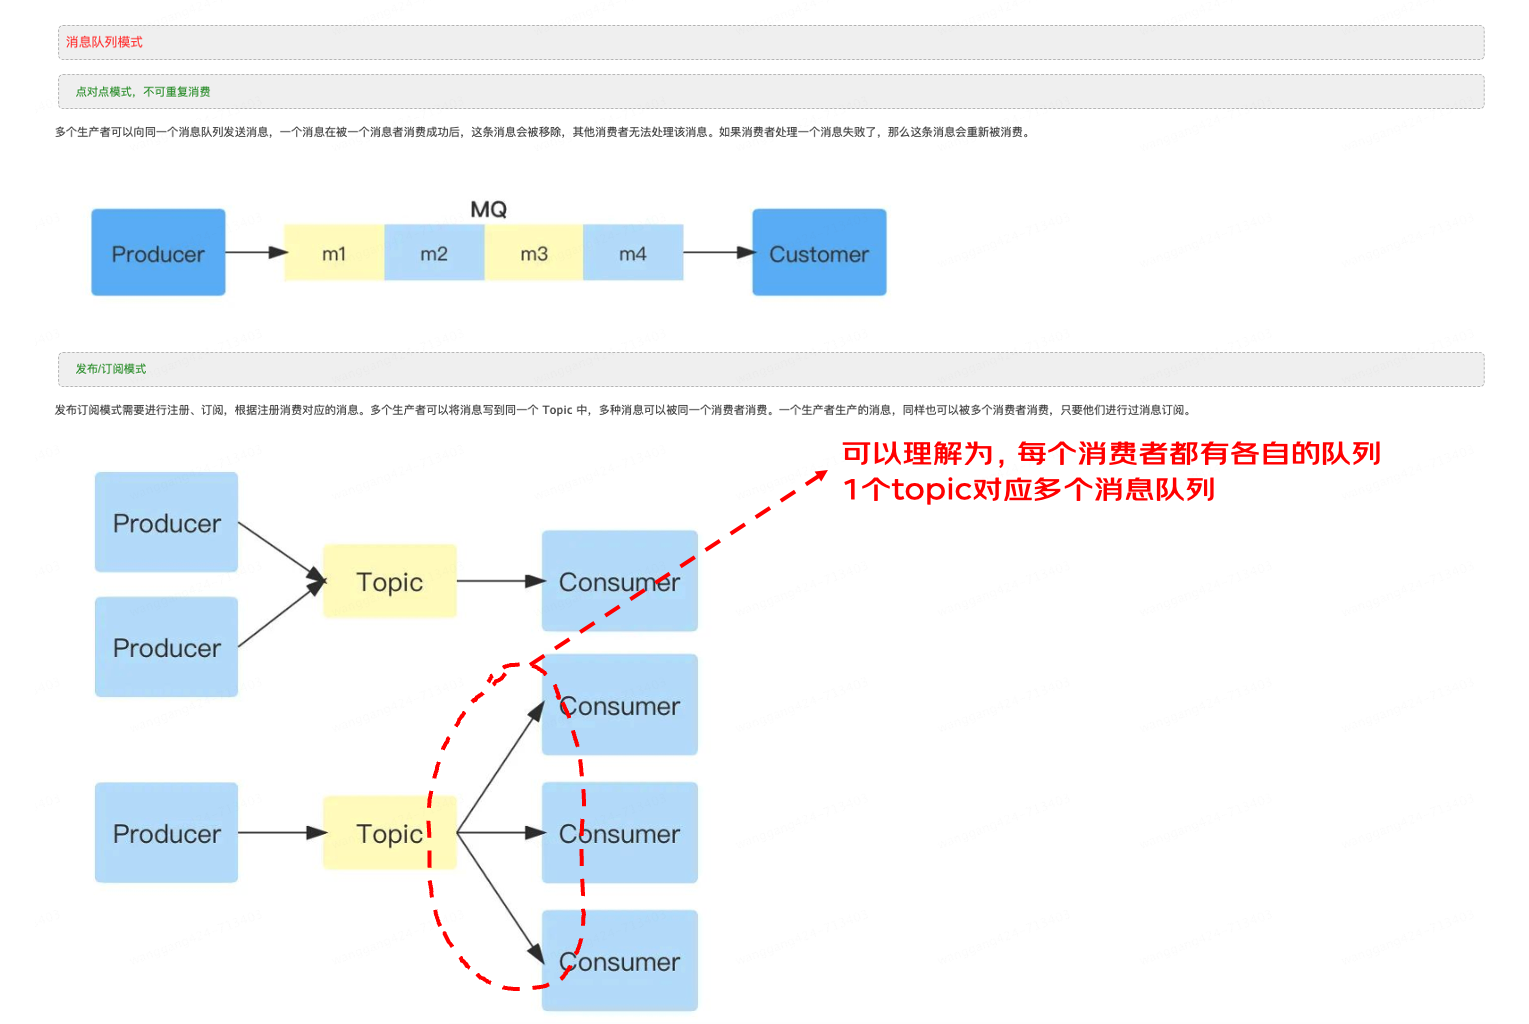 消息队列模式
点对点模式，不可重复消费
多个生产者可以向同一个消息队列发送消息，一个消息在被一个消息者消费成功后，这条消息会被移除，其他消费者无法处理该消息。如果消费者处理一个消息失败了，那么这条消息会重新被消费。
MQ
Producer
m1
m2
m3
m4
Customer
发布/订阅模式
发布订阅模式需要进行注册、订阅，根据注册消费对应的消息。多个生产者可以将消息写到同一个 Topic 中，多种消息可以被同一个消费者消费。一个生产者生产的消息，同样也可以被多个消费者消费，只要他们进行过消息订阅。
可以理解为，每个消费者都有各自的队列
1个topic对应多个消息队列
Producer
Producer
Topic
Consumer
Consumer
Producer
Topic
Consumer
Consumer